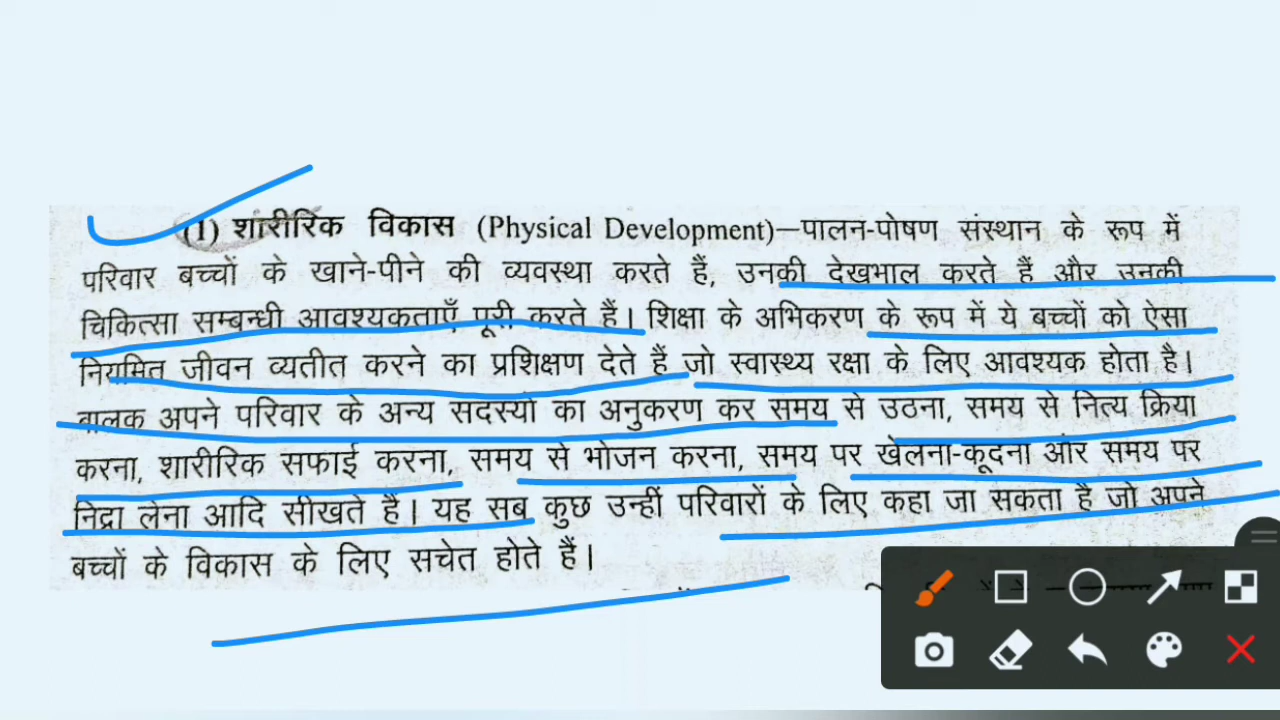 (1) शारीरिक विकास (Physical Development)—पालन-पोषण संस्थान के रूप में
परिवार बच्चों के खाने-पीने की व्यवस्था करते हैं, उनकी देखभाल करते हैं और उनकी
चिकित्सा सम्बन्धी आवश्यकताएँ पूरी करते हैं। शिक्षा के अभिकरण के रूप में ये बच्चों को ऐसा
नियमित जीवन व्यतीत करने का प्रशिक्षण देते हैं जो स्वास्थ्य रक्षा के लिए आवश्यक होता है।
बालक अपने परिवार के अन्य सदस्यों का अनुकरण कर समय से उठना, समय से नित्य क्रिया
करना, शारीरिक सफाई करना, समय से भोजन करना, समय पर खेलना-कूदना और समय पर
निद्रा लेना आदि सीखते हैं। यह सब कुछ उन्हीं परिवारों के लिए कहा जा सकता है जो अपने
बच्चों के विकास के लिए सचेत होते हैं।